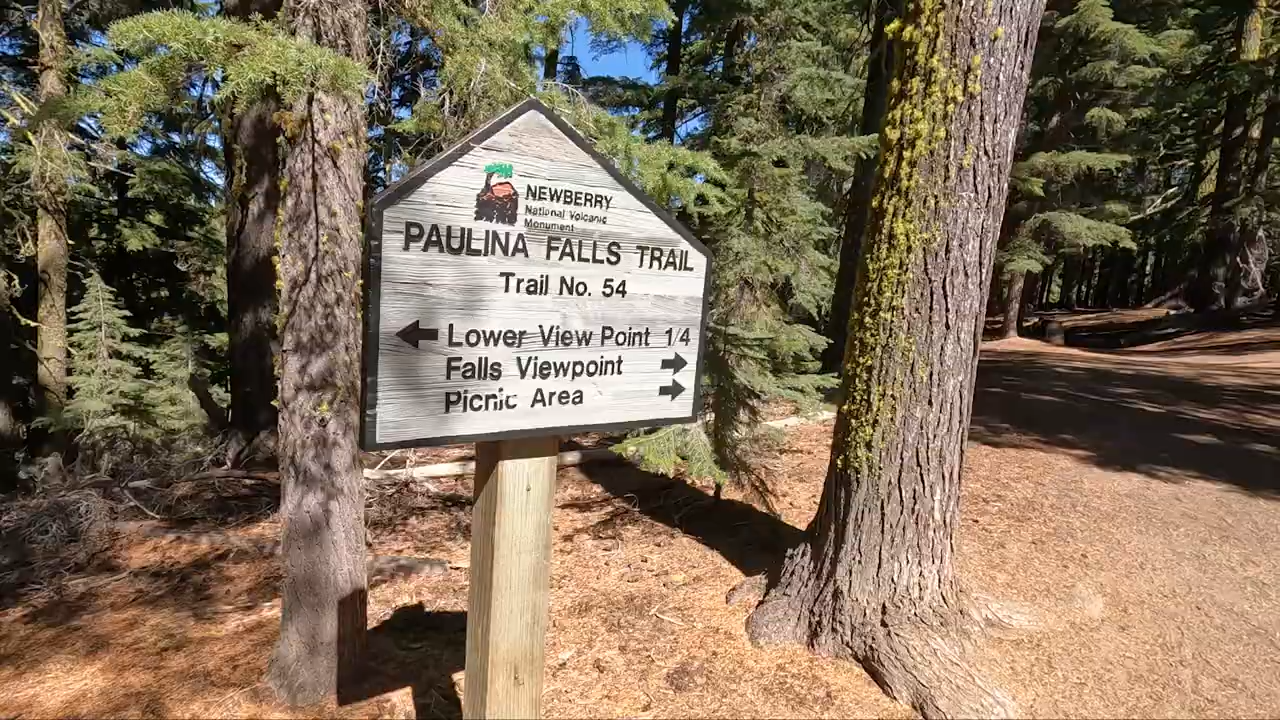 NEWBERRY
National Volcanic
Monument
PAULINA FALLS TRAIL
Trail No. 54
Lower View Point 1/4
Falls Viewpoint
Picnic Area